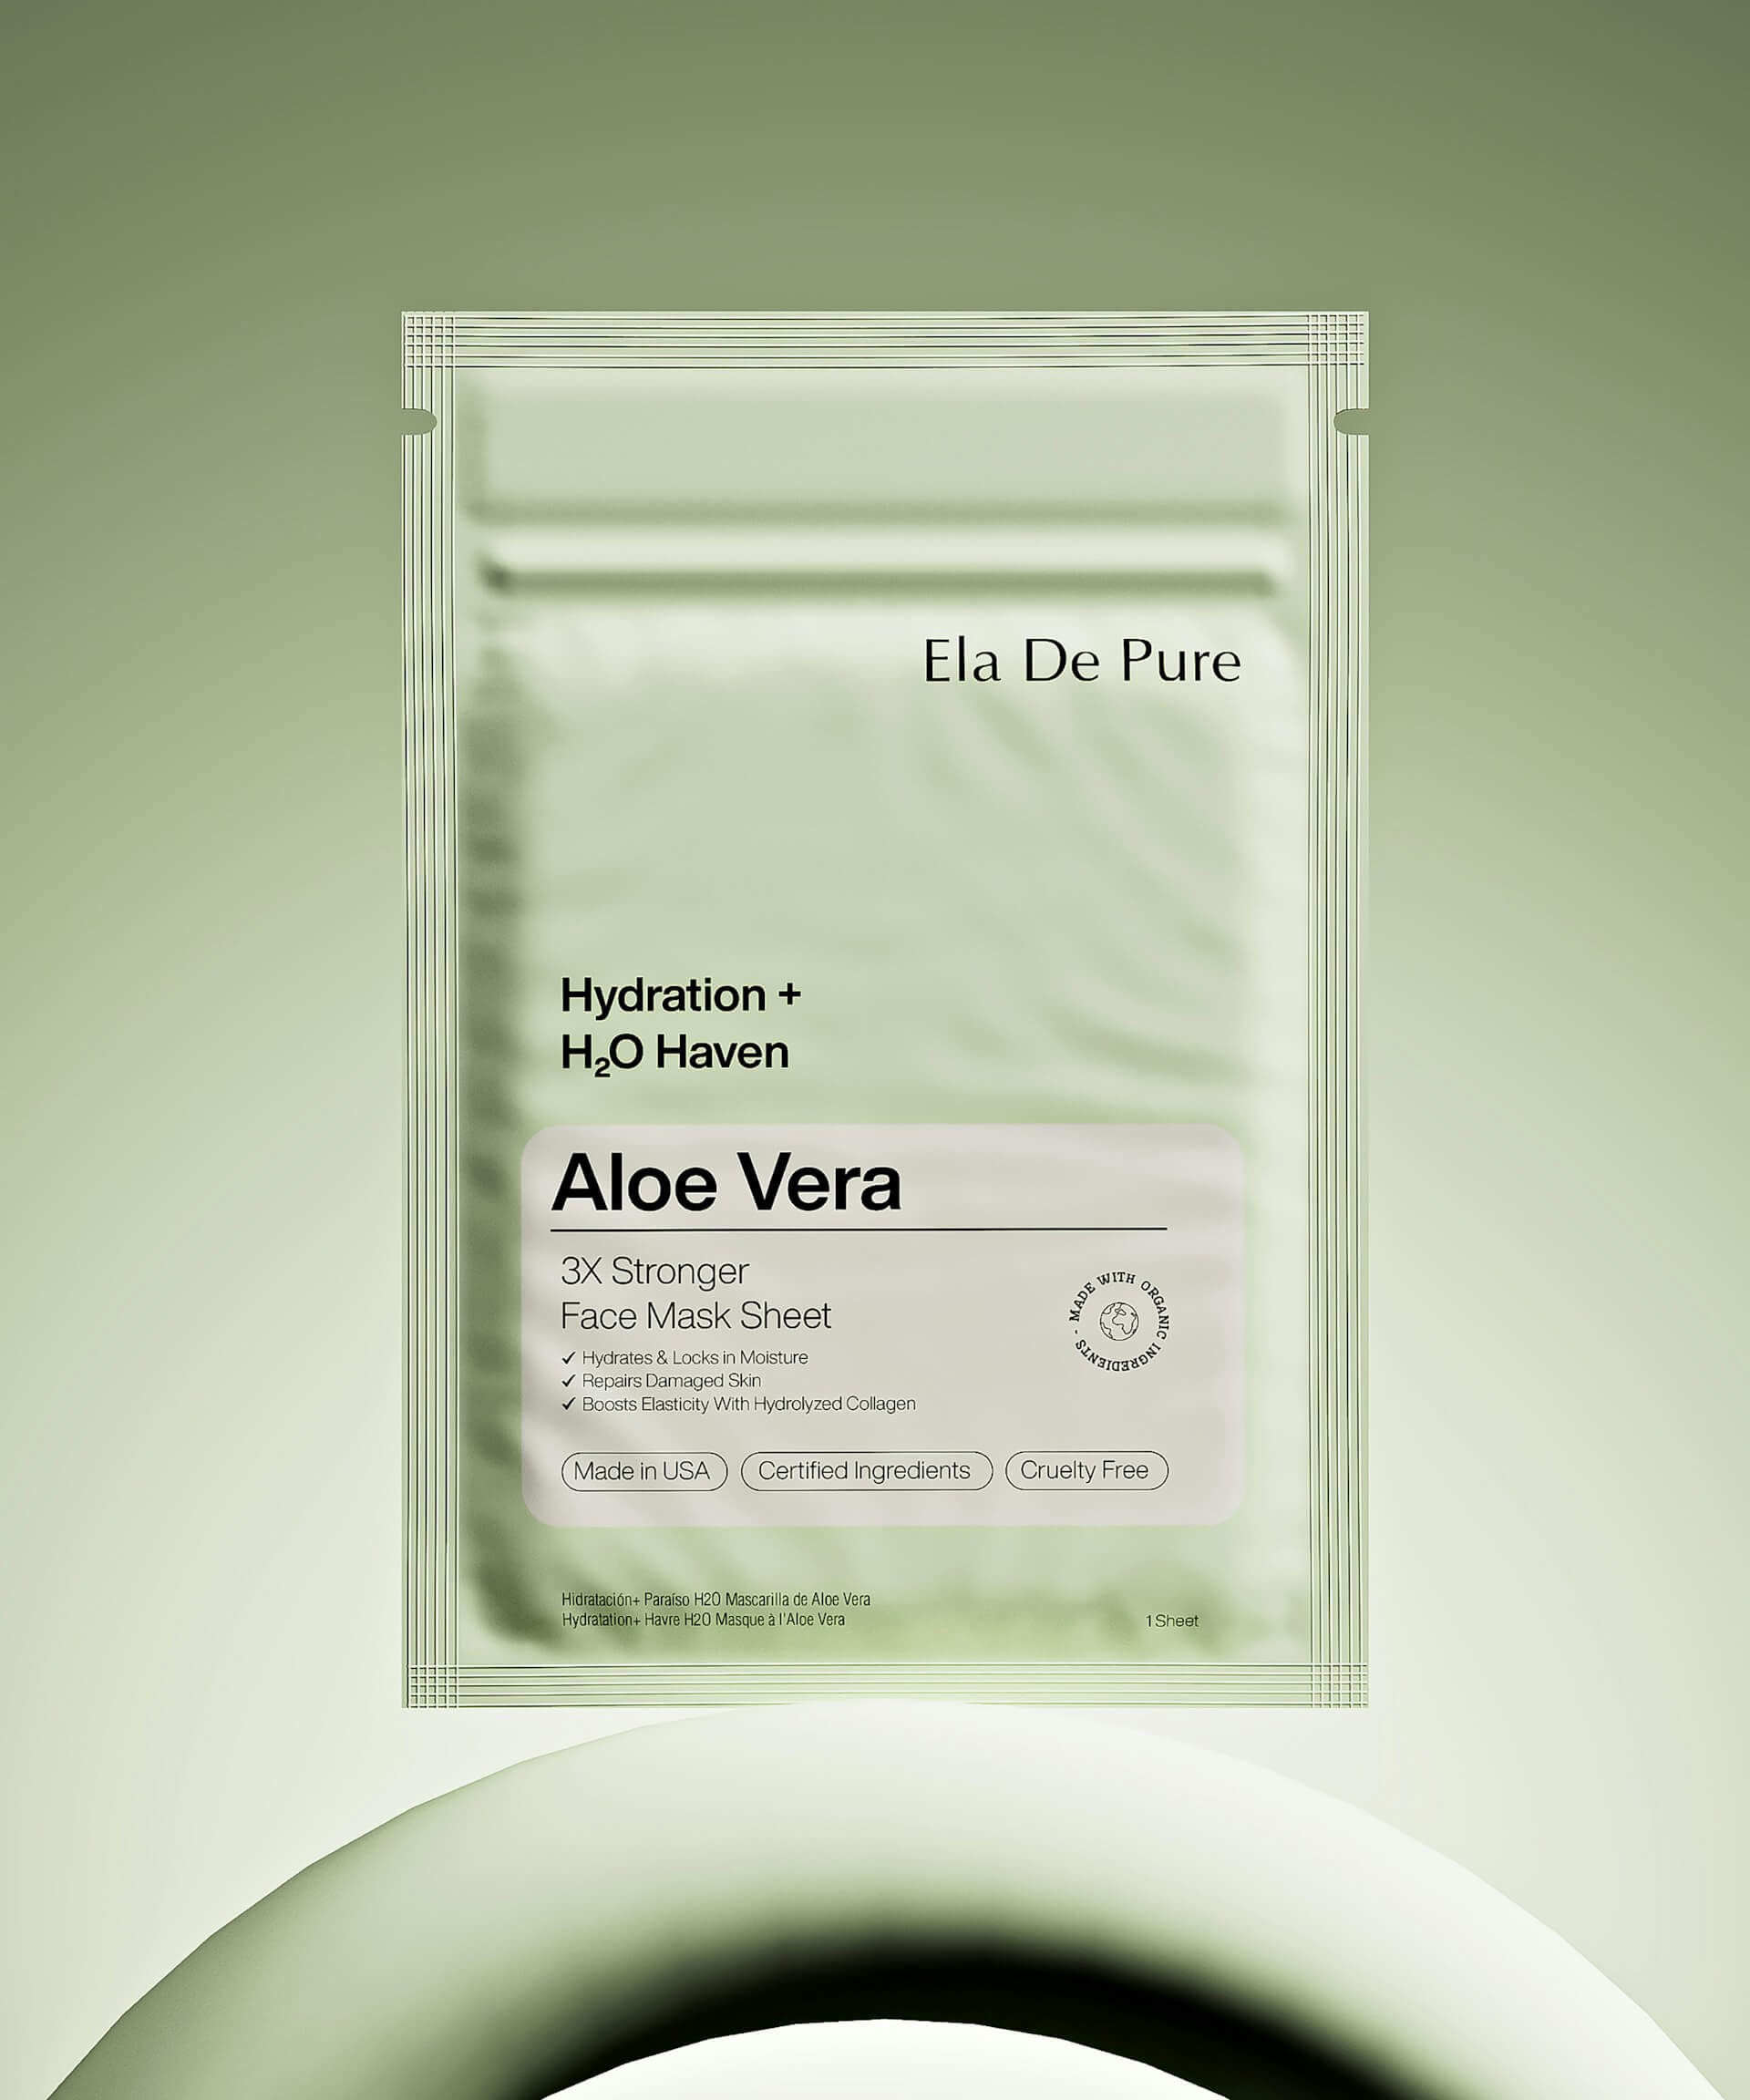 Ela De Pure
Hydration +
H₂O Haven
Aloe Vera
3X Stronger
Face Mask Sheet
✓ Hydrates & Locks in Moisture
✓ Repairs Damaged Skin
✓ Boosts Elasticity With Hydrolyzed Collagen
MADE WITH ORGANIC INGREDIENTS -
Made in USA
Certified Ingredients
Cruelty Free
Hidratación+ Paraíso H2O Mascarilla de Aloe Vera
Hydratation+ Havre H2O Masque à l'Aloe Vera
1 Sheet